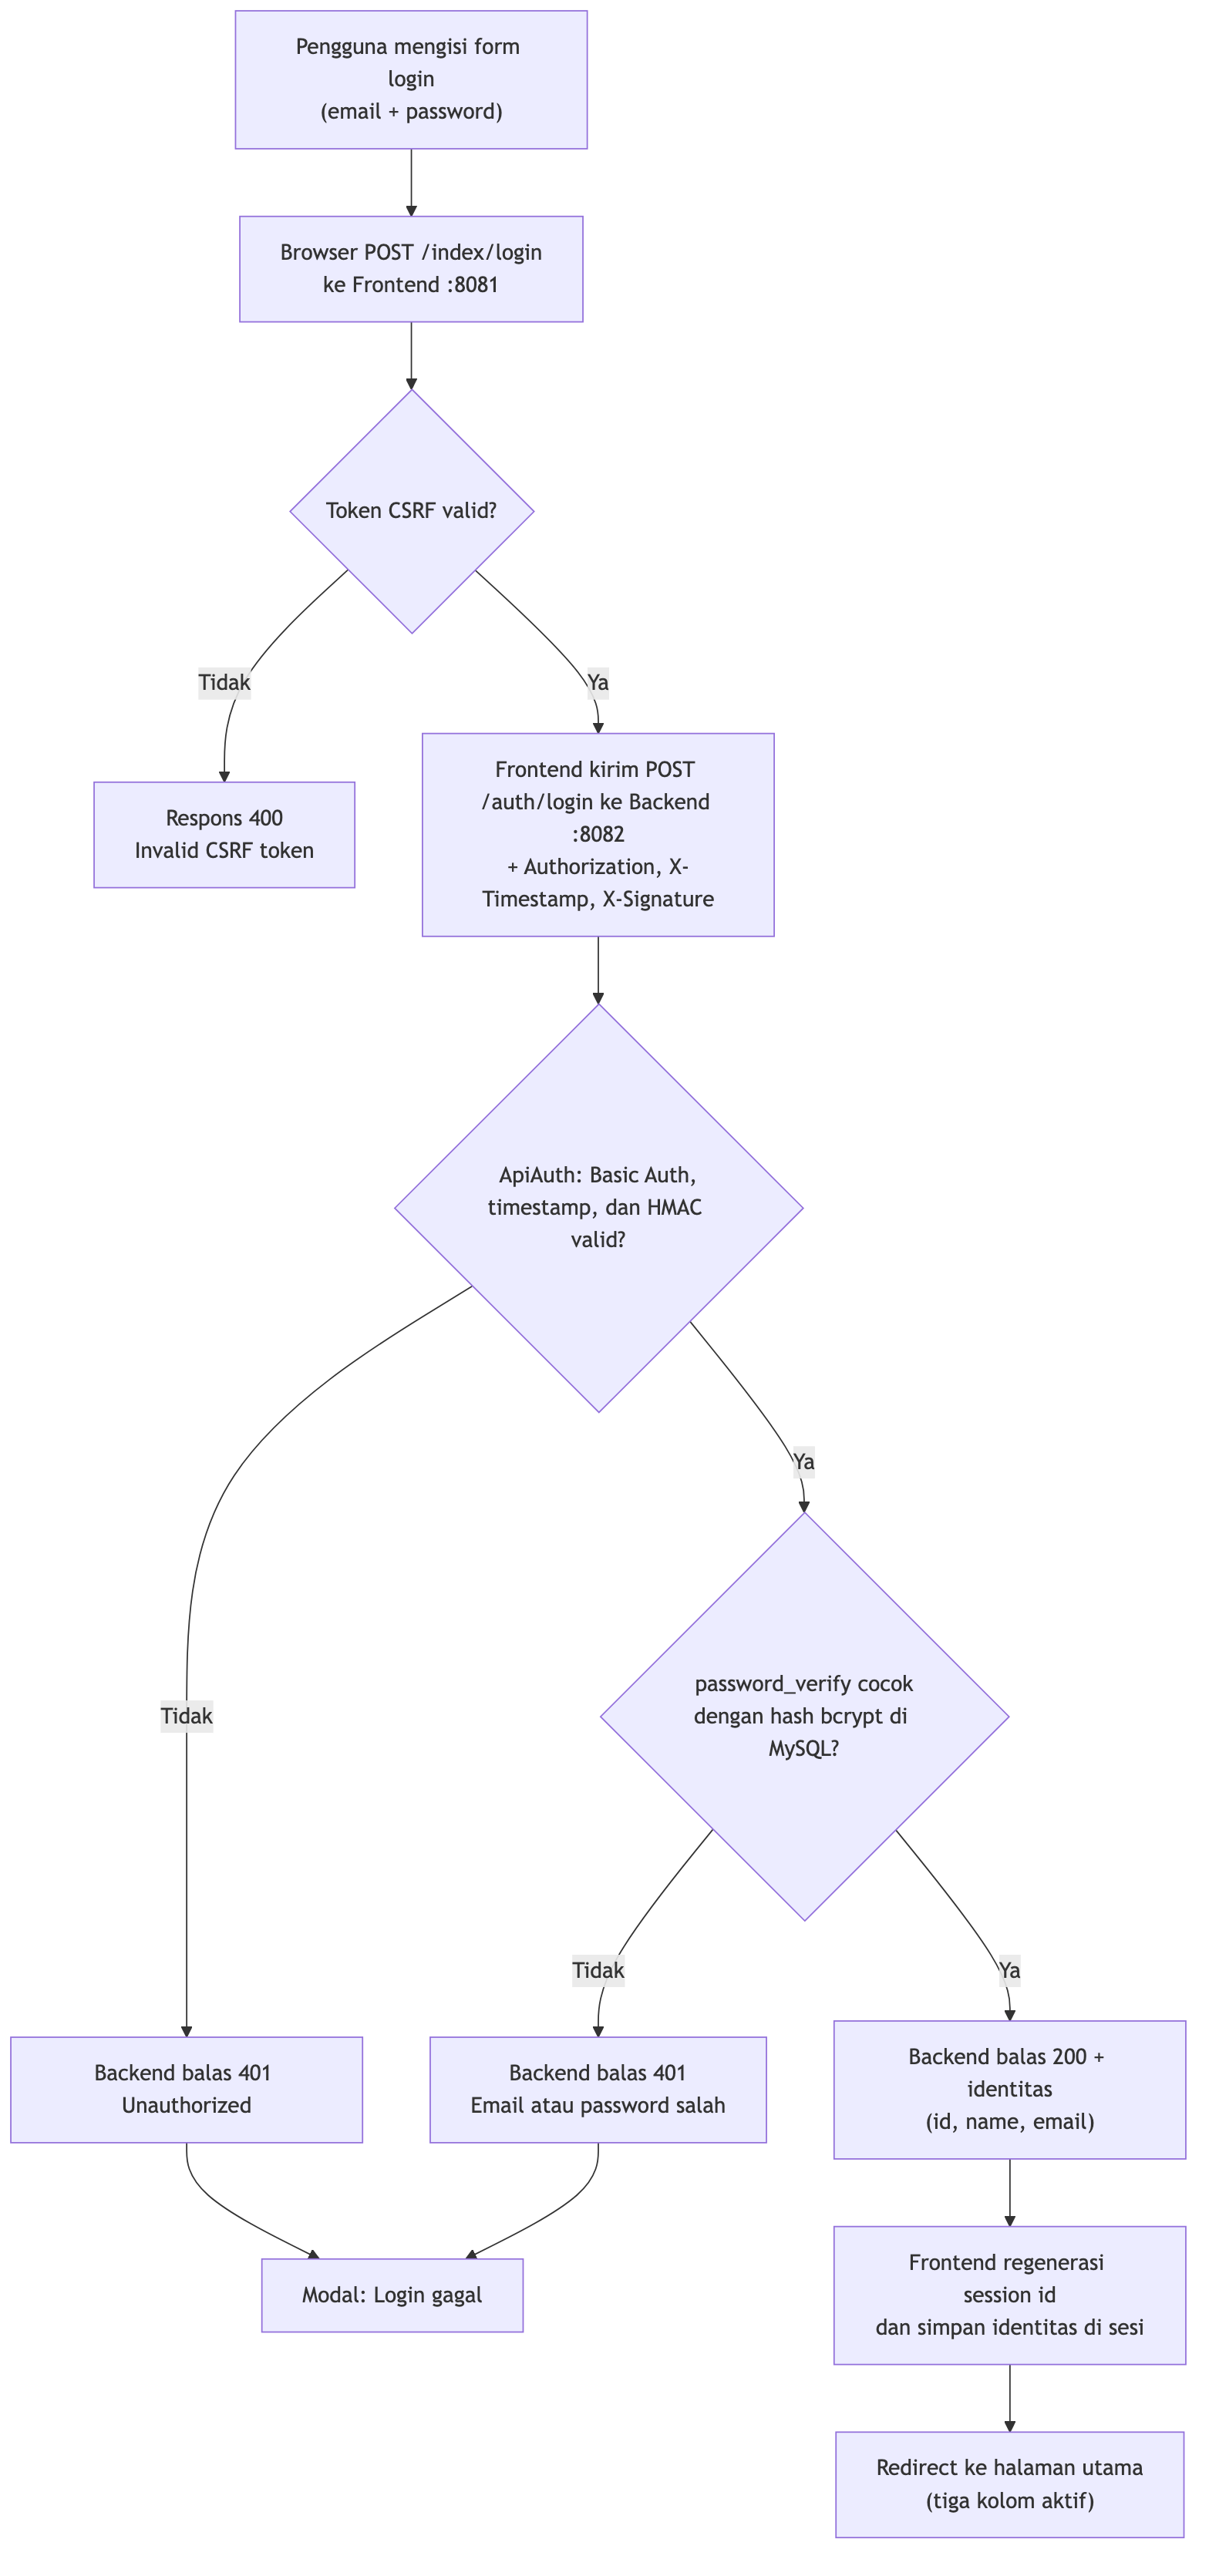 Pengguna mengisi form
login
(email + password)
Browser POST /index/login
ke Frontend :8081
Token CSRF valid?
Tidak
Ya
Respons 400
Invalid CSRF token
Frontend kirim POST
/auth/login ke Backend
:8082
+ Authorization, X-
Timestamp, X-Signature
ApiAuth: Basic Auth,
timestamp, dan HMAC
valid?
Ya
Tidak
password_verify cocok
dengan hash bcrypt di
MySQL?
Tidak
Ya
Backend balas 401
Unauthorized
Backend balas 401
Email atau password salah
Backend balas 200 +
identitas
(id, name, email)
Modal: Login gagal
Frontend regenerasi
session id
dan simpan identitas di sesi
Redirect ke halaman utama
(tiga kolom aktif)